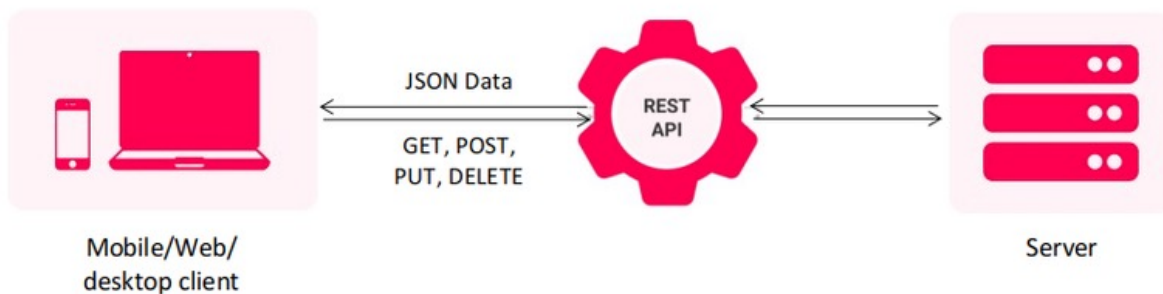 JSON Data
GET, POST,
PUT, DELETE
REST
API
Mobile/Web/
desktop client
Server